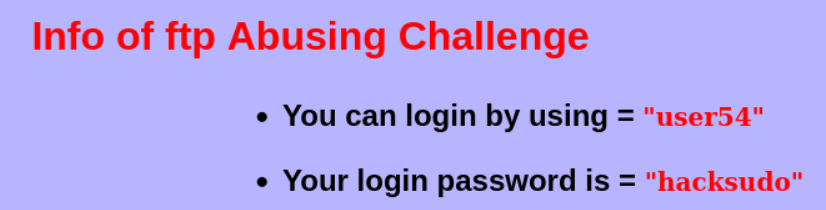 Info of ftp Abusing Challenge
• You can login by using = "user54"
• Your login password is = "hacksudo"